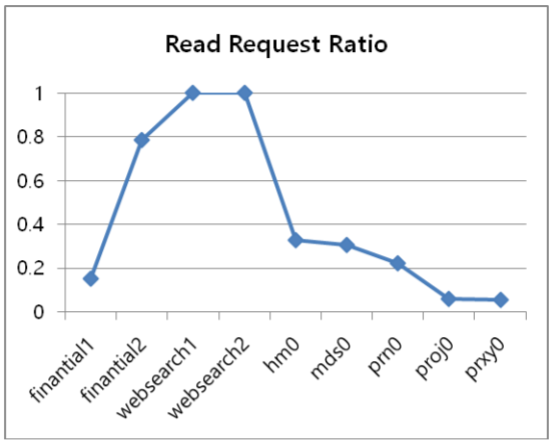 Read Request Ratio
1
0.8
0.6
0.4
0.2
0
finantial1
finantial2
websearch1
websearch2
hm0
mds0
prn0
proj0
prxy0